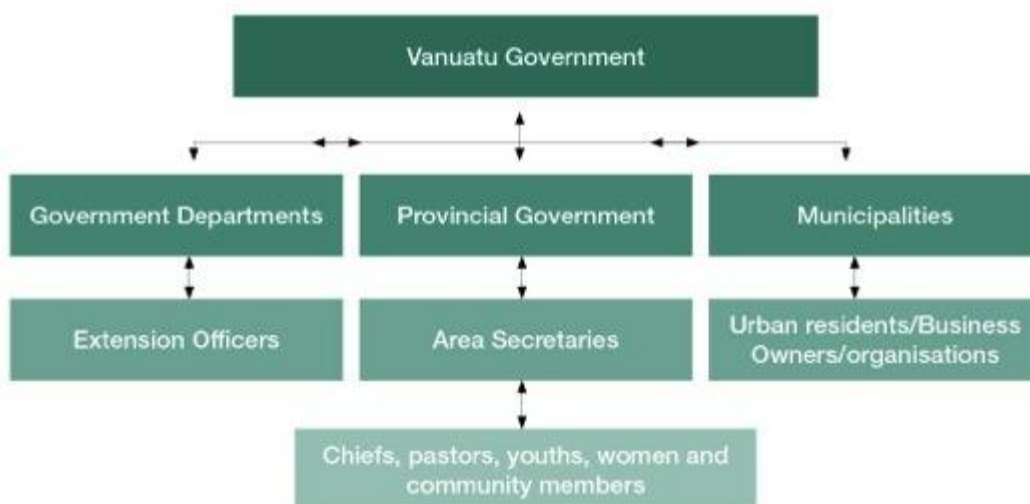 Vanuatu Government
Government Departments
Provincial Government
Municipalities
Extension Officers
Area Secretaries
Urban residents/Business
Owners/organisations
Chiefs, pastors, youths, women and
community members